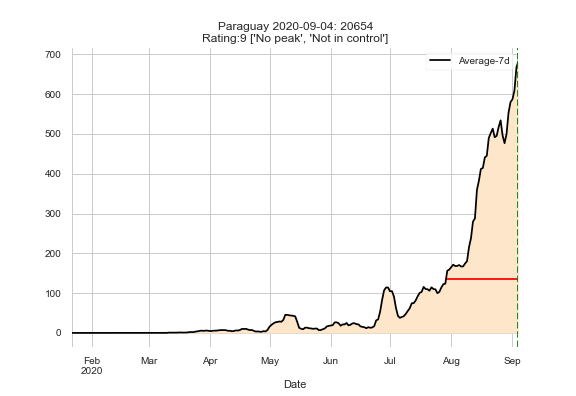 Paraguay 2020-09-04: 20654
Rating:9 ['No peak', 'Not in control']
Average-7d
700
600
500
400
300
200
100
0
Feb Mar Apr May Jun Jul Aug Sep
2020
Date